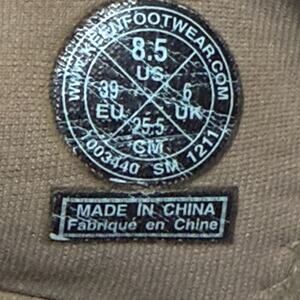 WWW.KEENFOOTWEAR.COM
8.5
US
39
EU
6
UK
25.5
CM
1003440 SM 1211
MADE IN CHINA
Fabriqué en Chine